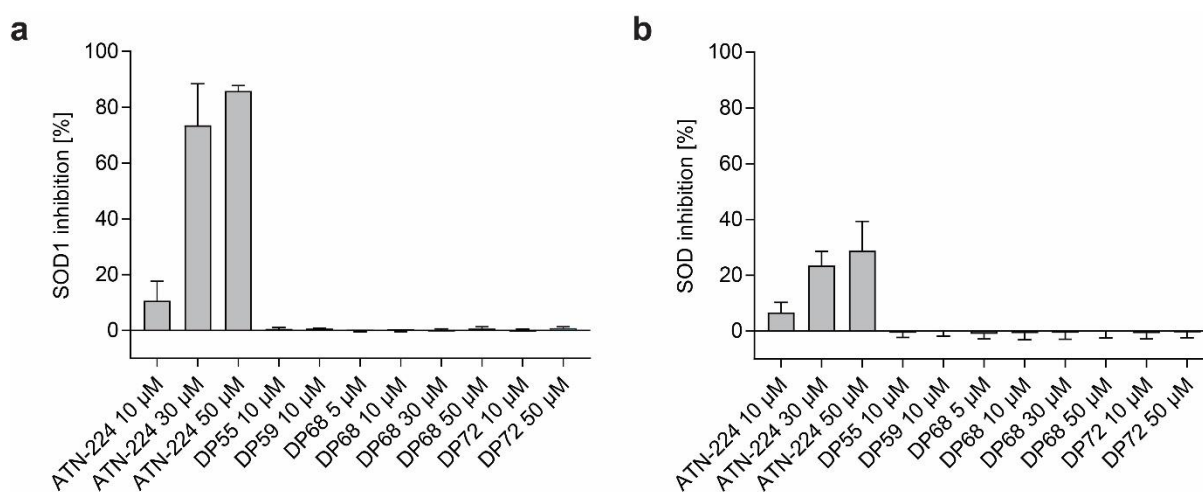 a
SOD1 inhibition [%]
100
80
60
40
20
0
ATN-224 10 µM
ATN-224 30 µM
ATN-224 50 µM
DP55 10 µM
DP59 10 µM
DP68 5 µM
DP68 10 µM
DP68 30 µM
DP68 50 µM
DP72 10 µM
DP72 50 µM
b
SOD inhibition [%]
100
80
60
40
20
0
ATN-224 10 µM
ATN-224 30 µM
ATN-224 50 µM
DP55 10 µM
DP59 10 µM
DP68 5 µM
DP68 10 µM
DP68 30 µM
DP68 50 µM
DP72 10 µM
DP72 50 µM